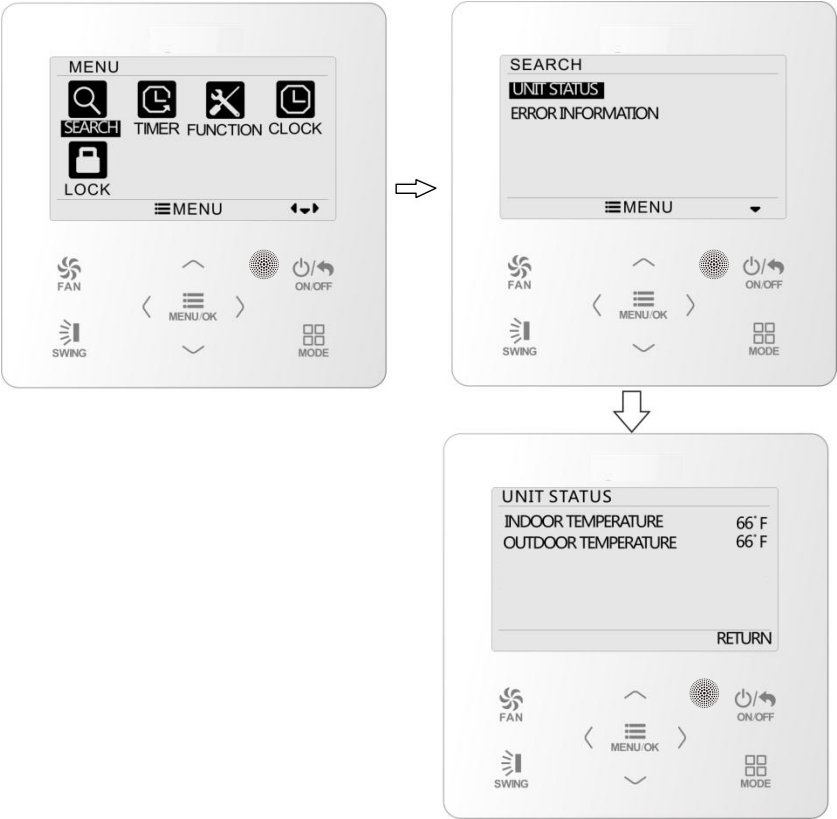 MENU
SEARCH TIMER FUNCTION CLOCK
LOCK
MENU
FAN
ON/OFF
MENU/OK
SWING
MODE
SEARCH
UNIT STATUS
ERROR INFORMATION
MENU
FAN
ON/OFF
MENU/OK
SWING
MODE
UNIT STATUS
INDOOR TEMPERATURE 66°F
OUTDOOR TEMPERATURE 66°F
RETURN
FAN
ON/OFF
MENU/OK
SWING
MODE